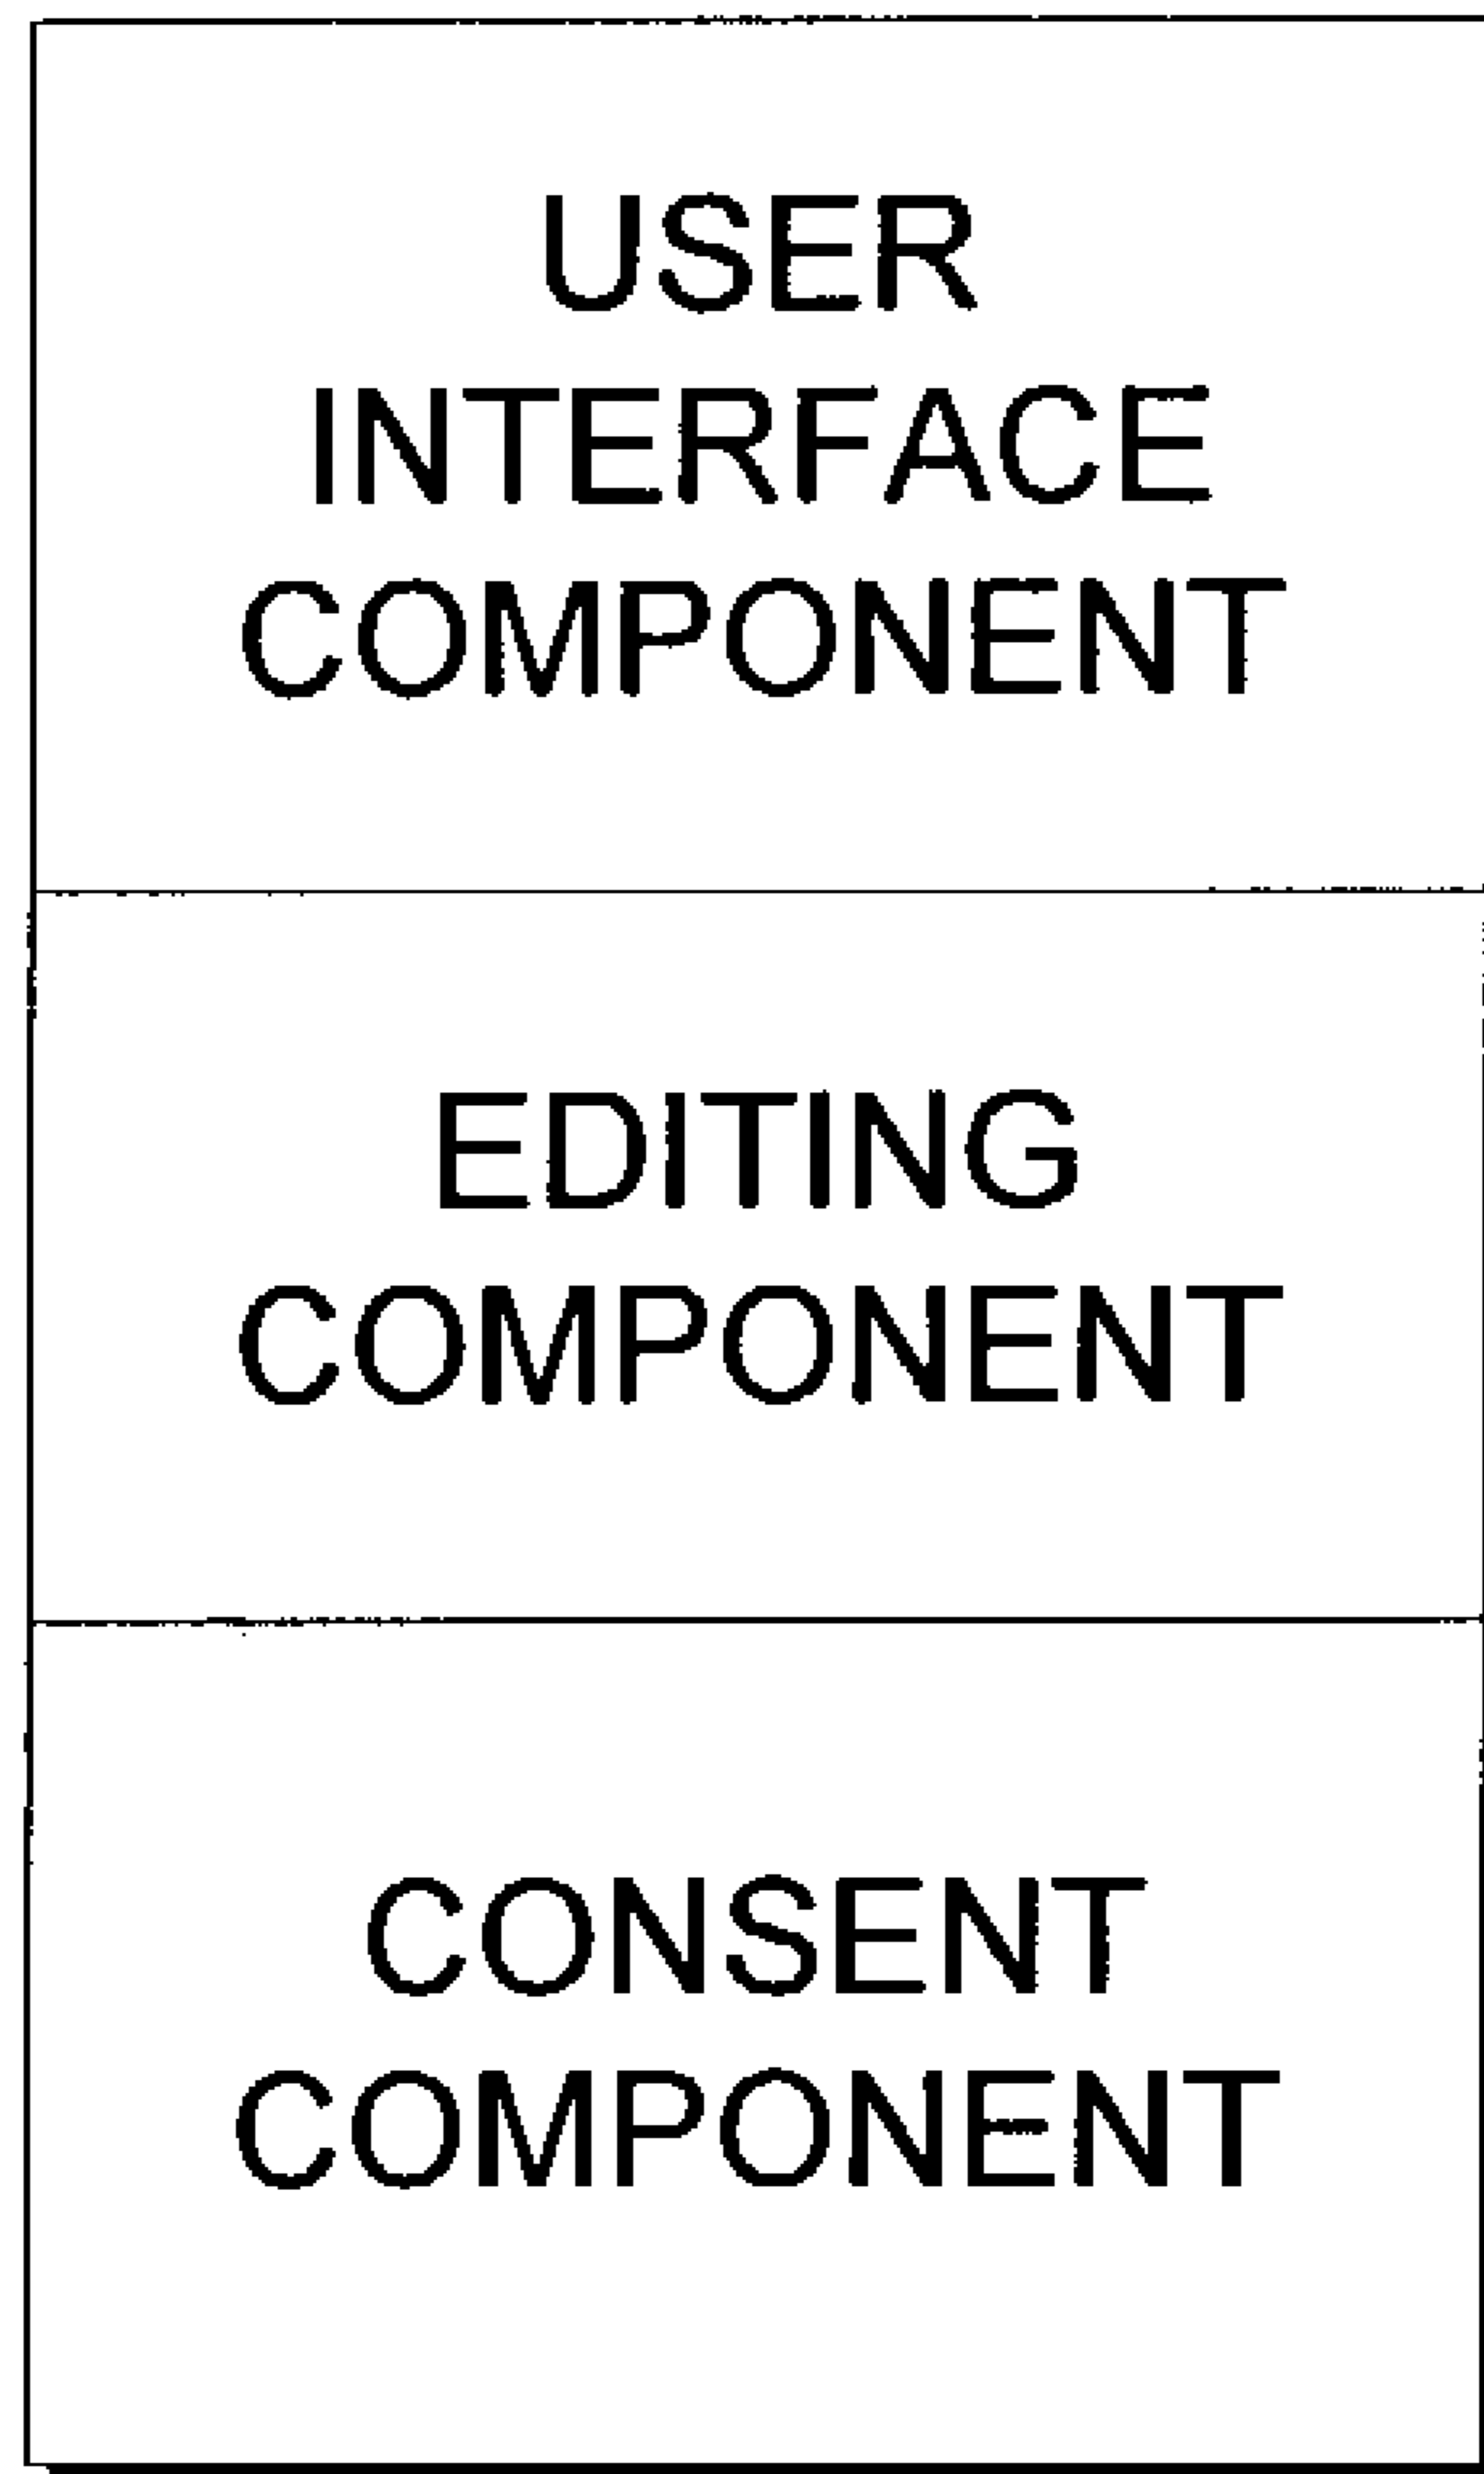 USER
INTERFACE
COMPONENT
EDITING
COMPONENT
CONSENT
COMPONENT